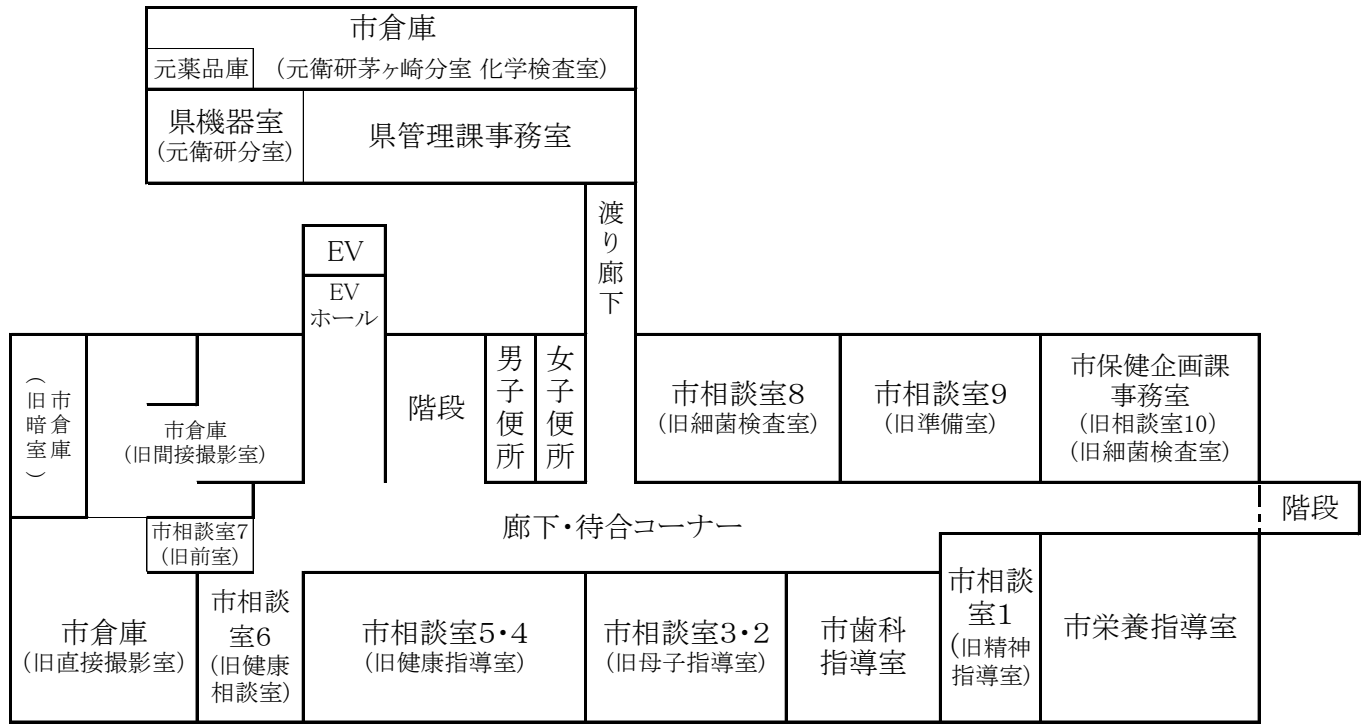 市倉庫
元薬品庫
(元衛研茅ヶ崎分室 化学検査室)
県機器室
(元衛研分室)
県管理課事務室
渡り廊下
EV
EV
ホール
市倉庫
(旧暗室)
市倉庫
(旧間接撮影室)
階段
男子便所
女子便所
市相談室8
(旧細菌検査室)
市相談室9
(旧準備室)
市保健企画課
事務室
(旧相談室10)
(旧細菌検査室)
階段
市相談室7
(旧前室)
廊下・待合コーナー
市倉庫
(旧直接撮影室)
市相談
室6
(旧健康
相談室)
市相談室5・4
(旧健康指導室)
市相談室3・2
(旧母子指導室)
市歯科
指導室
市相談
室1
(旧精神
指導室)
市栄養指導室